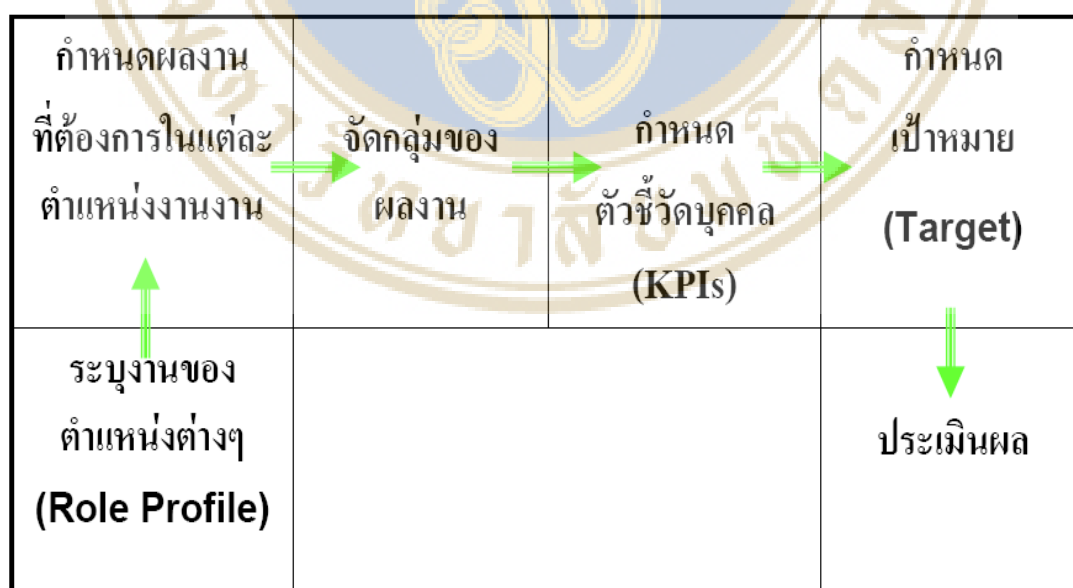 กำหนดผลงาน
ที่ต้องการในแต่ละ
ตำแหน่งงานงาน
จัดกลุ่มของ
ผลงาน
กำหนด
ตัวชี้วัดบุคคล
(KPIs)
กำหนด
เป้าหมาย
(Target)
ระบุงานของ
ตำแหน่งต่างๆ
(Role Profile)
ประเมินผล